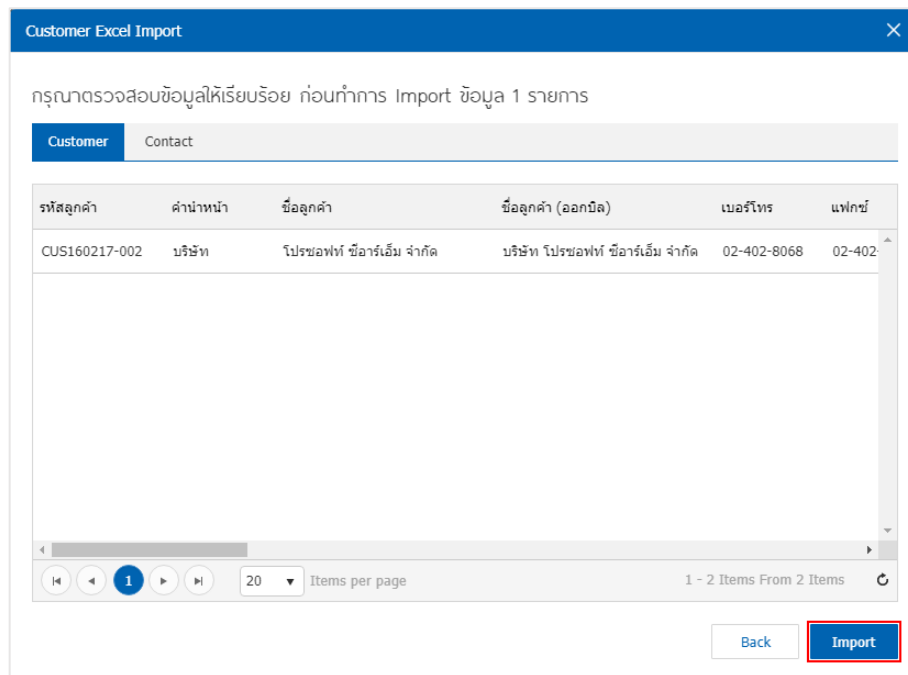 Customer Excel Import
กรุณาตรวจสอบข้อมูลให้เรียบร้อย ก่อนทำการ Import ข้อมูล 1 รายการ
Customer Contact
รหัสลูกค้า คำนำหน้า ชื่อลูกค้า ชื่อลูกค้า (ออกบิล) เบอร์โทร แฟกซ์
CUS160217-002 บริษัท โปรซอฟท์ ซีอาร์เอ็ม จำกัด บริษัท โปรซอฟท์ ซีอาร์เอ็ม จำกัด 02-402-8068 02-402-
1 20 Items per page 1 - 2 Items From 2 Items
Back Import